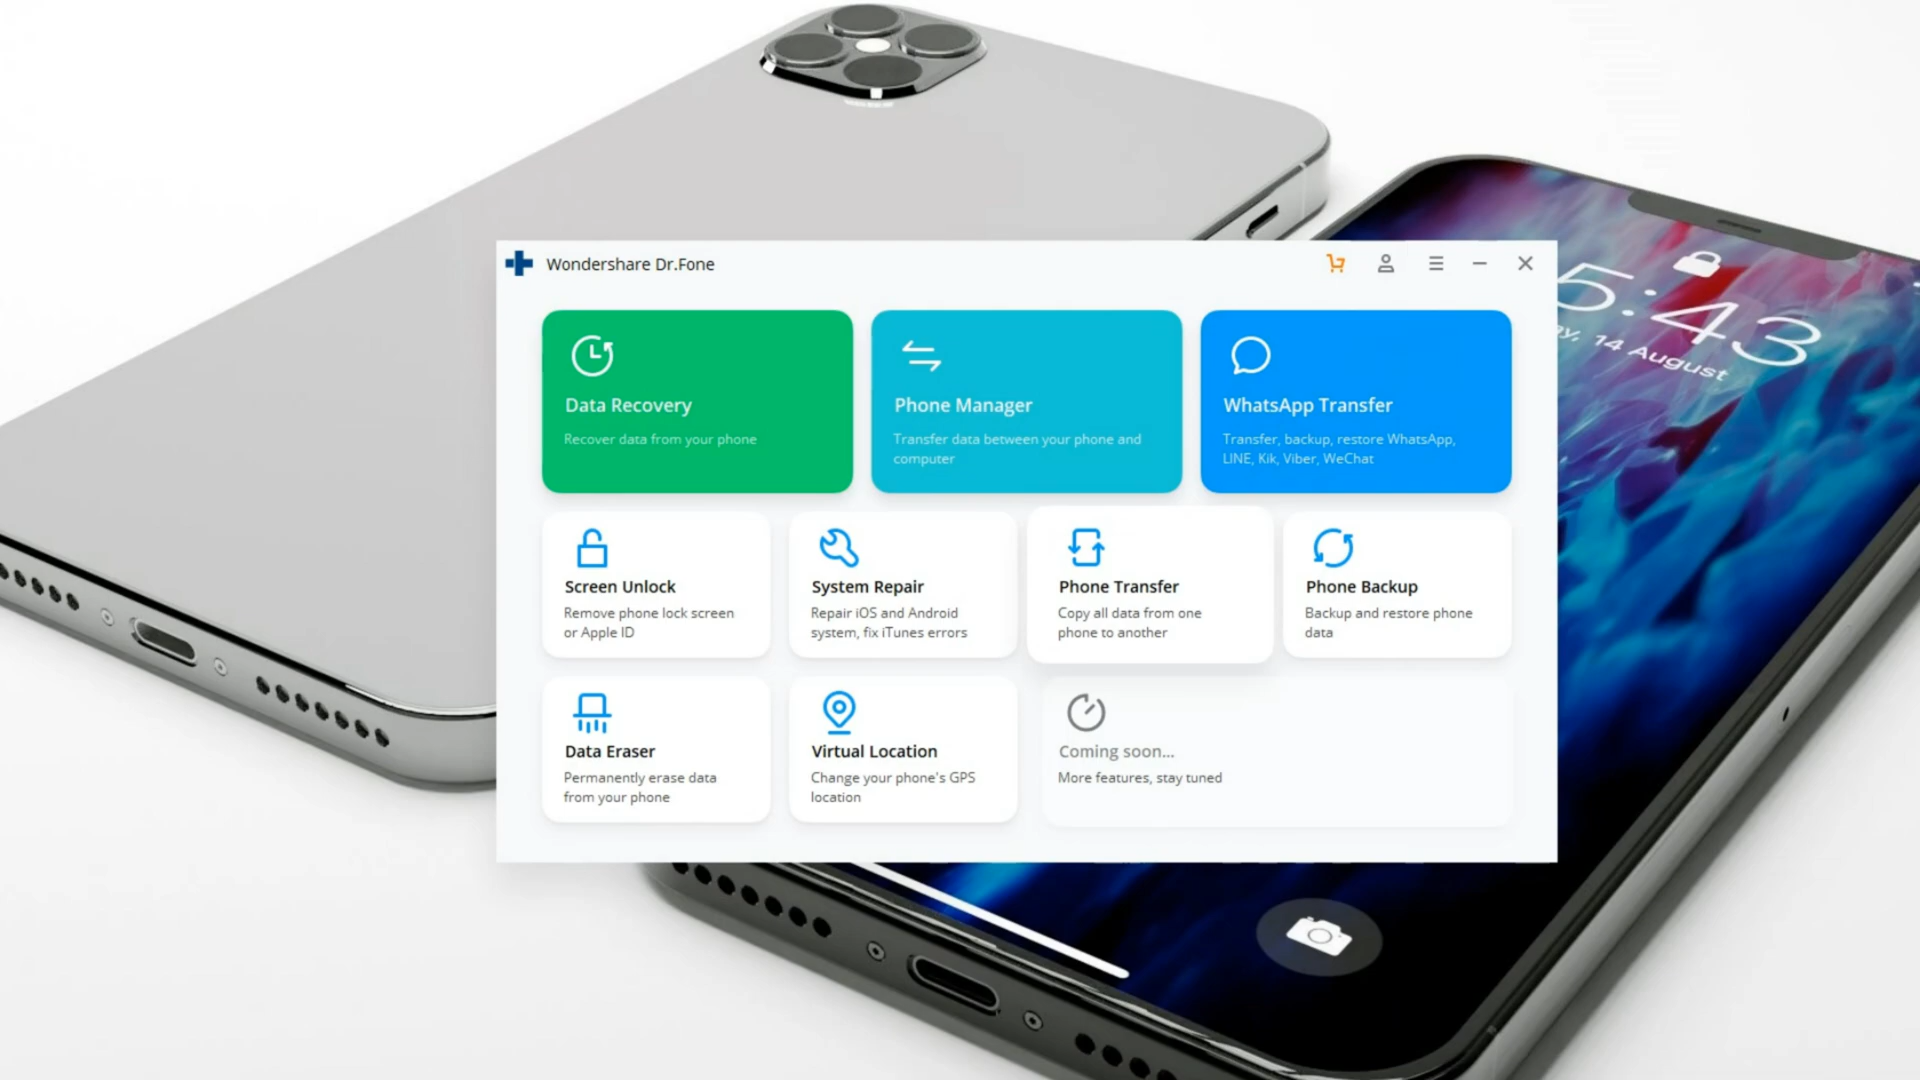 Wondershare Dr.Fone
5:43
14 August
Data Recovery
Recover data from your phone
Phone Manager
Transfer data between your phone and
computer
WhatsApp Transfer
Transfer, backup, restore WhatsApp,
LINE, Kik, Viber, WeChat
Screen Unlock
Remove phone lock screen
or Apple ID
System Repair
Repair iOS and Android
system, fix iTunes errors
Phone Transfer
Copy all data from one
phone to another
Phone Backup
Backup and restore phone
data
Data Eraser
Permanently erase data
from your phone
Virtual Location
Change your phone's GPS
location
Coming soon...
More features, stay tuned